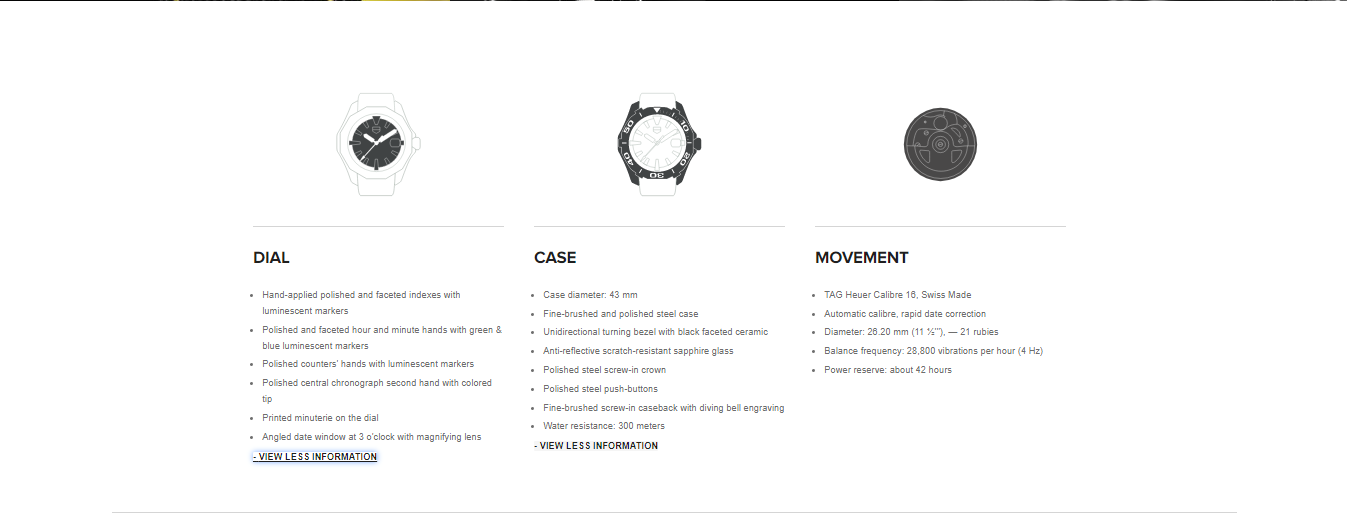 50
10
40
20
30
DIAL
Hand-applied polished and faceted indexes with
luminescent markers
Polished and faceted hour and minute hands with green &
blue luminescent markers
Polished counters' hands with luminescent markers
Polished central chronograph second hand with colored
tip
Printed minuterie on the dial
Angled date window at 3 o'clock with magnifying lens
- VIEW LESS INFORMATION
CASE
Case diameter: 43 mm
Fine-brushed and polished steel case
Unidirectional turning bezel with black faceted ceramic
Anti-reflective scratch-resistant sapphire glass
Polished steel screw-in crown
Polished steel push-buttons
Fine-brushed screw-in caseback with diving bell engraving
Water resistance: 300 meters
- VIEW LESS INFORMATION
MOVEMENT
TAG Heuer Calibre 16, Swiss Made
Automatic calibre, rapid date correction
Diameter: 26.20 mm (11 ½'''), — 21 rubies
Balance frequency: 28,800 vibrations per hour (4 Hz)
Power reserve: about 42 hours